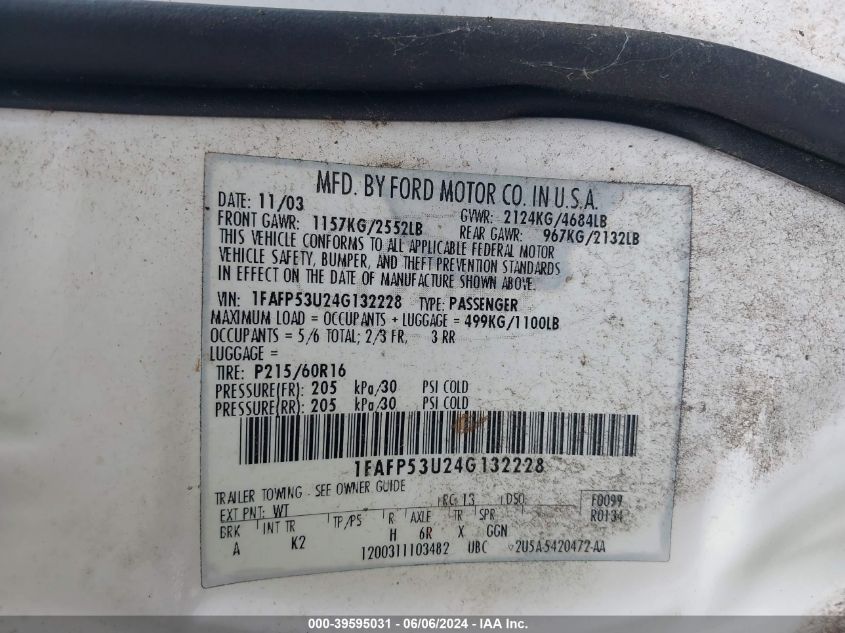 MFD. BY FORD MOTOR CO. IN U.S.A.
DATE: 11/03 GVWR: 2124KG/4684LB
FRONT GAWR: 1157KG/2552LB REAR GAWR: 967KG/2132LB
THIS VEHICLE CONFORMS TO ALL APPLICABLE FEDERAL MOTOR
VEHICLE SAFETY, BUMPER, AND THEFT PREVENTION STANDARDS
IN EFFECT ON THE DATE OF MANUFACTURE SHOWN ABOVE.
VIN: 1FAFP53U24G132228 TYPE: PASSENGER
MAXIMUM LOAD = OCCUPANTS + LUGGAGE = 499KG/1100LB
OCCUPANTS = 5/6 TOTAL; 2/3 FR, 3 RR
LUGGAGE =
TIRE: P215/60R16
PRESSURE(FR): 205 kPa/30 PSI COLD
PRESSURE(RR): 205 kPa/30 PSI COLD
1FAFP53U24G132228
TRAILER TOWING - SEE OWNER GUIDE
EXT PNT: WT RC: 13 DSO: F0099
R0134
BRK INT TR TP/PS R AXLE TR SPR
A K2 H 6R X GGN
1200311103482 UBC 2U5A-5420472-AA
000-39595031 - 06/06/2024 - IAA Inc.